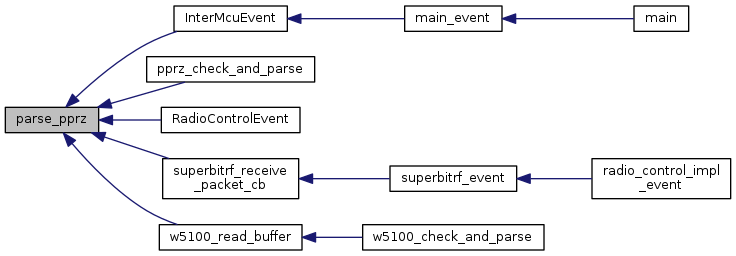 InterMcuEvent
main_event
main
pprz_check_and_parse
parse_pprz
RadioControlEvent
superbitrf_receive
_packet_cb
superbitrf_event
radio_control_impl
_event
w5100_read_buffer
w5100_check_and_parse